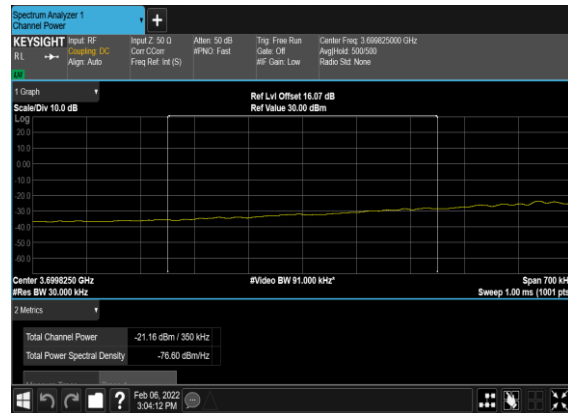 Spectrum Analyzer 1
Channel Power
+
KEYSIGHT Input: RF Input Z: 50 Ω Atten: 50 dB Trig: Free Run Center Freq: 3.699825000 GHz
RL Coupling: DC Corr CCorr #PNO: Fast Gate: Off Avg|Hold: 500/500
Align: Auto Freq Ref: Int (S) #IF Gain: Low Radio Std: None
1 Graph
Ref Lvl Offset 16.07 dB
Scale/Div 10.0 dB Ref Value 30.00 dBm
Log
20.0
10.0
0.00
-10.0
-20.0
-30.0
-40.0
-50.0
-60.0
Center 3.6998250 GHz #Video BW 91.000 kHz* Span 700 kH
#Res BW 30.000 kHz Sweep 1.00 ms (1001 pts
2 Metrics
Total Channel Power -21.16 dBm / 350 kHz
Total Power Spectral Density -76.60 dBm/Hz
?
Feb 06, 2022
3:04:12 PM